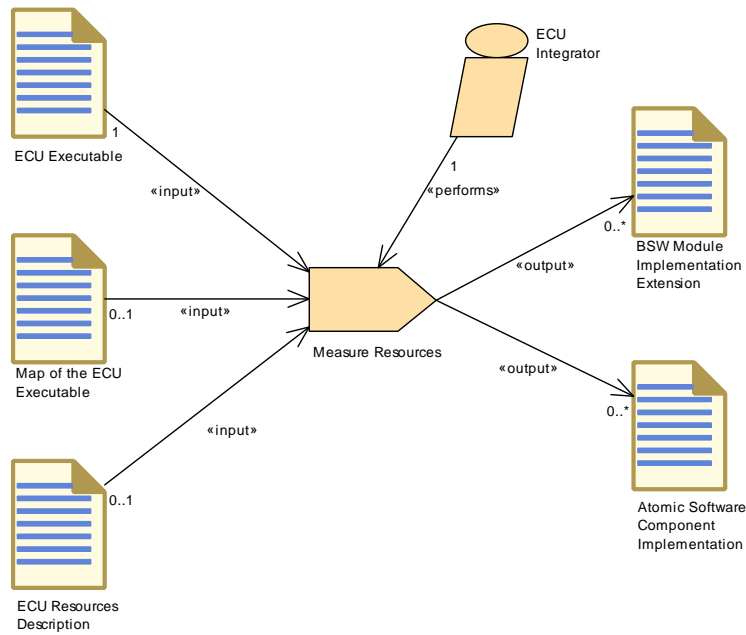 ECU
Integrator
1
ECU Executable
«input»
1
«performs»
0..*
BSW Module
Implementation
Extension
«output»
0..1
«input»
Map of the ECU
Executable
Measure Resources
«output»
0..*
«input»
0..1
Atomic Software
Component
Implementation
ECU Resources
Description